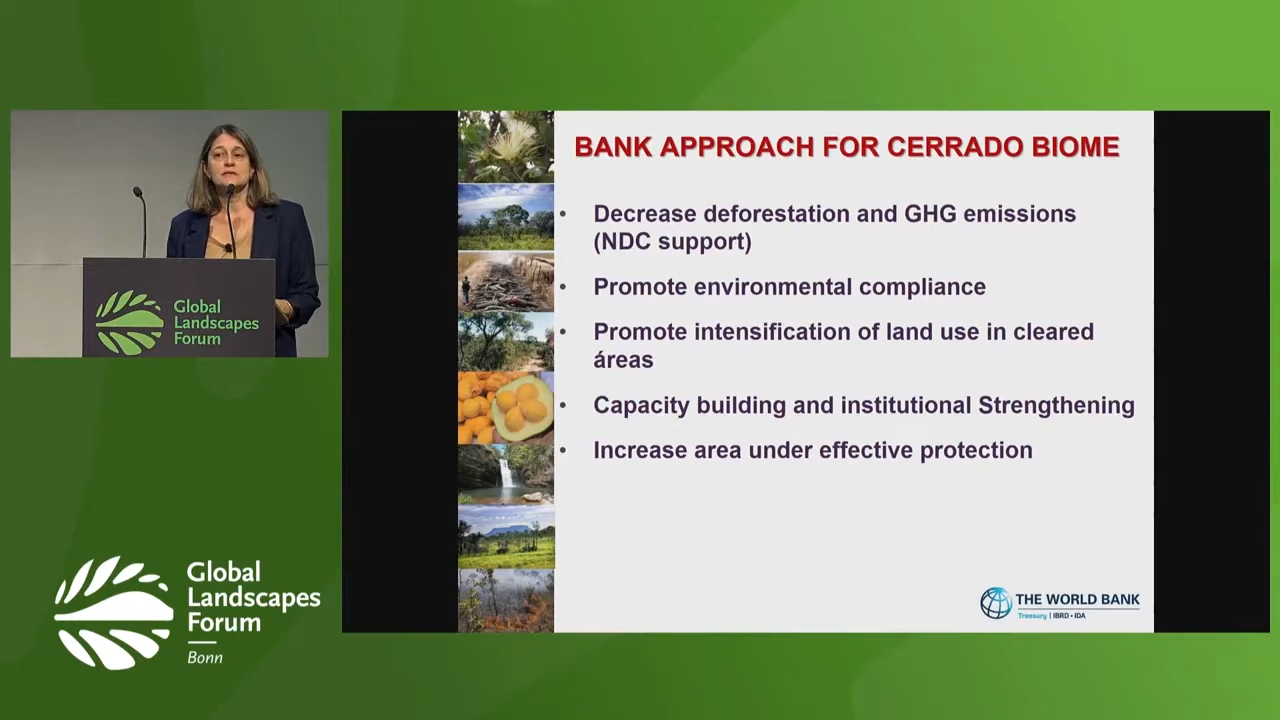 Global
Landscapes
Forum
Global
Landscapes
Forum
Bonn
BANK APPROACH FOR CERRADO BIOME
• Decrease deforestation and GHG emissions
(NDC support)
• Promote environmental compliance
• Promote intensification of land use in cleared
áreas
• Capacity building and institutional Strengthening
• Increase area under effective protection
THE WORLD BANK
Treasury | IBRD • IDA